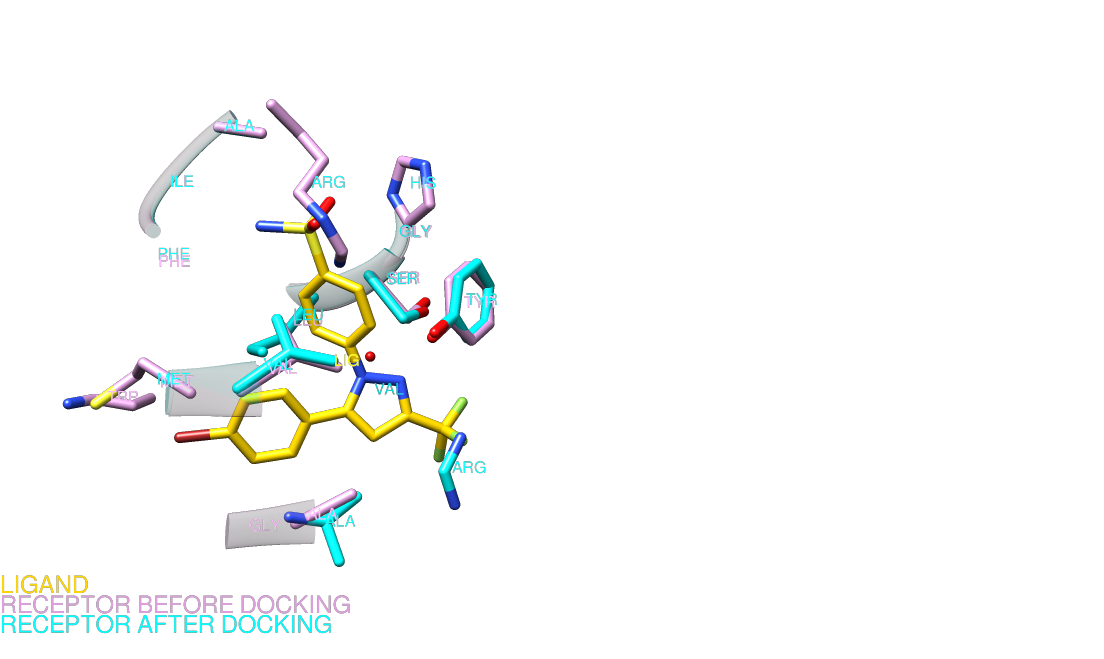 ALA
ILE
ARG
HIS
GLY
PHE
PHE
SER
TYR
LEU
LIG
VAL
MET
VAL
TRP
ARG
GLY
ALA
ALA
LIGAND
RECEPTOR BEFORE DOCKING
RECEPTOR AFTER DOCKING